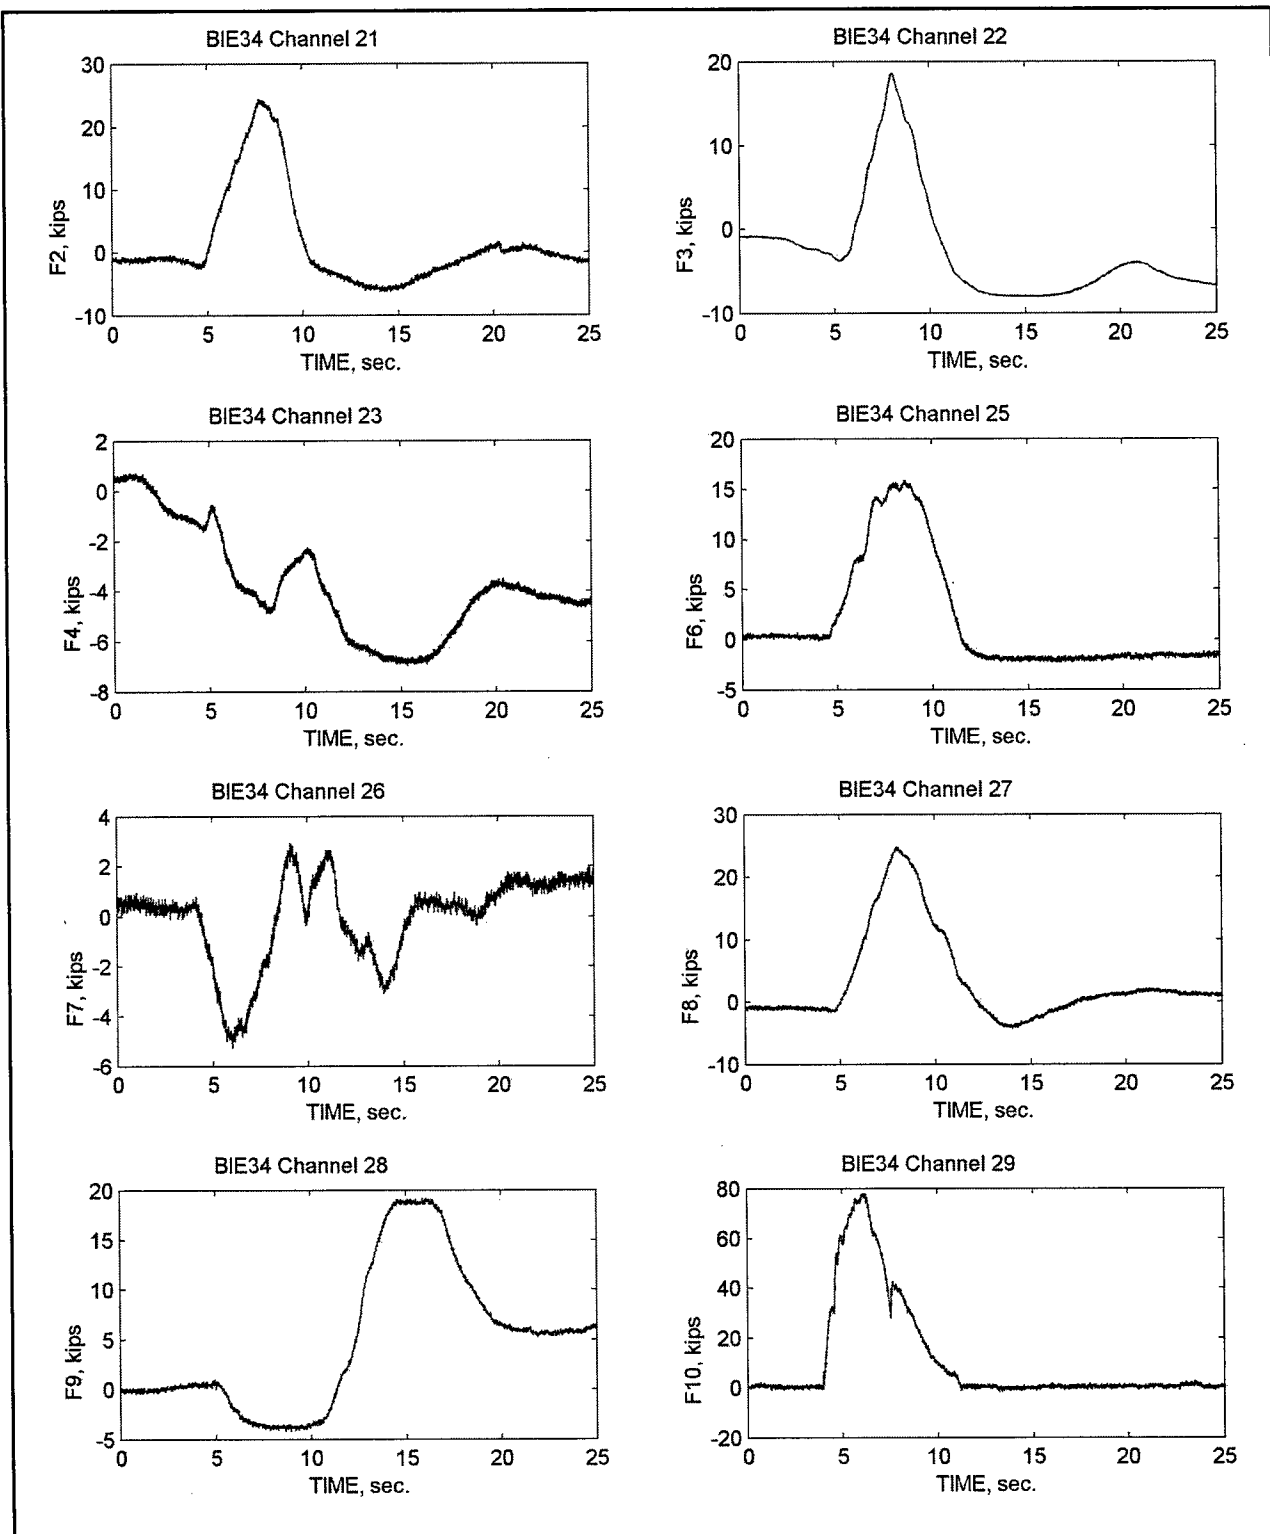 BIE34 Channel 21
30
20
10
0
-10
F2, kips
0 5 10 15 20 25
TIME, sec.
BIE34 Channel 22
20
10
0
-10
F3, kips
0 5 10 15 20 25
TIME, sec.
BIE34 Channel 23
2
0
-2
-4
-6
-8
F4, kips
0 5 10 15 20 25
TIME, sec.
BIE34 Channel 25
20
15
10
5
0
-5
F6, kips
0 5 10 15 20 25
TIME, sec.
BIE34 Channel 26
4
2
0
-2
-4
-6
F7, kips
0 5 10 15 20 25
TIME, sec.
BIE34 Channel 27
30
20
10
0
-10
F8, kips
0 5 10 15 20 25
TIME, sec.
BIE34 Channel 28
20
15
10
5
0
-5
F9, kips
0 5 10 15 20 25
TIME, sec.
BIE34 Channel 29
80
60
40
20
0
-20
F10, kips
0 5 10 15 20 25
TIME, sec.